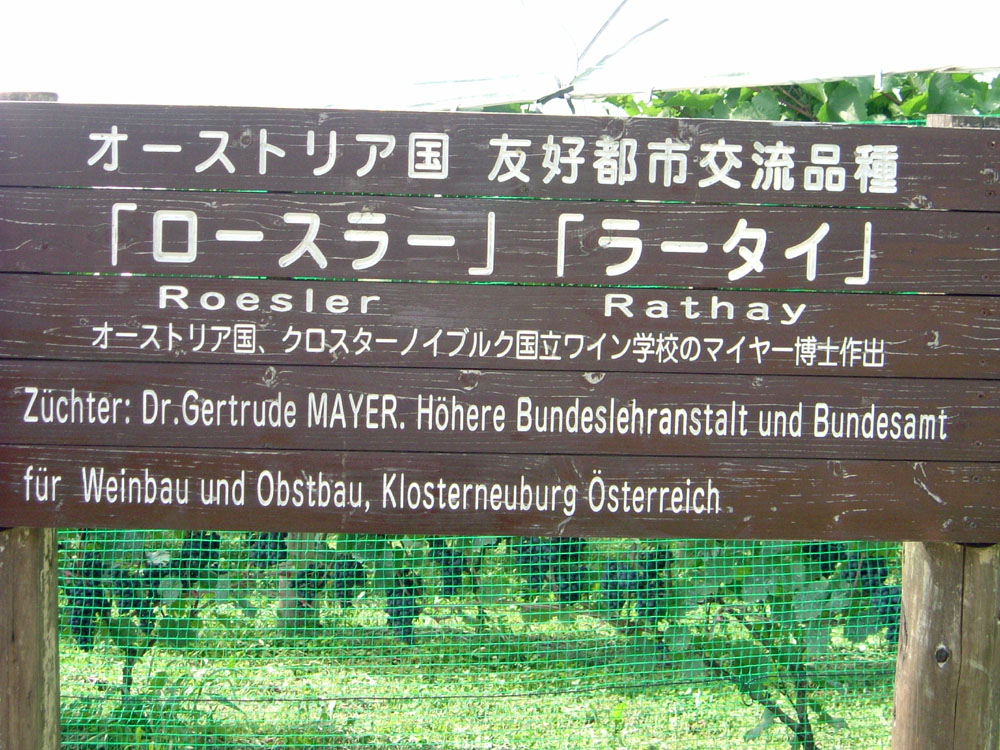 オーストリア国 友好都市交流品種
「ロースラー」「ラータイ」
Roesler Rathay
オーストリア国、クロスターノイブルク国立ワイン学校のマイヤー博士作出
Züchter: Dr.Gertrude MAYER. Höhere Bundeslehranstalt und Bundesamt
für Weinbau und Obstbau, Klosterneuburg Österreich